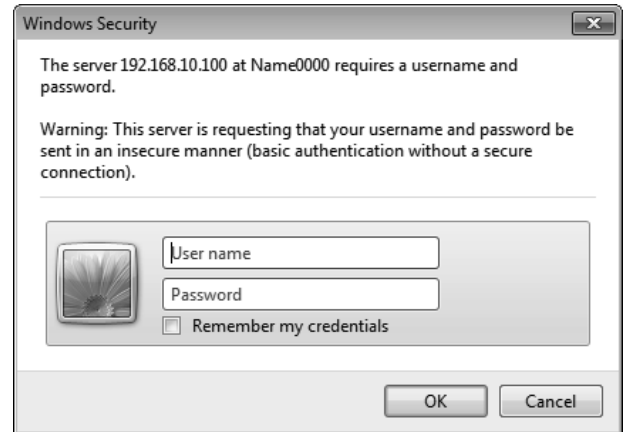 Windows Security
The server 192.168.10.100 at Name0000 requires a username and
password.
Warning: This server is requesting that your username and password be
sent in an insecure manner (basic authentication without a secure
connection).
User name
Password
Remember my credentials
OK
Cancel